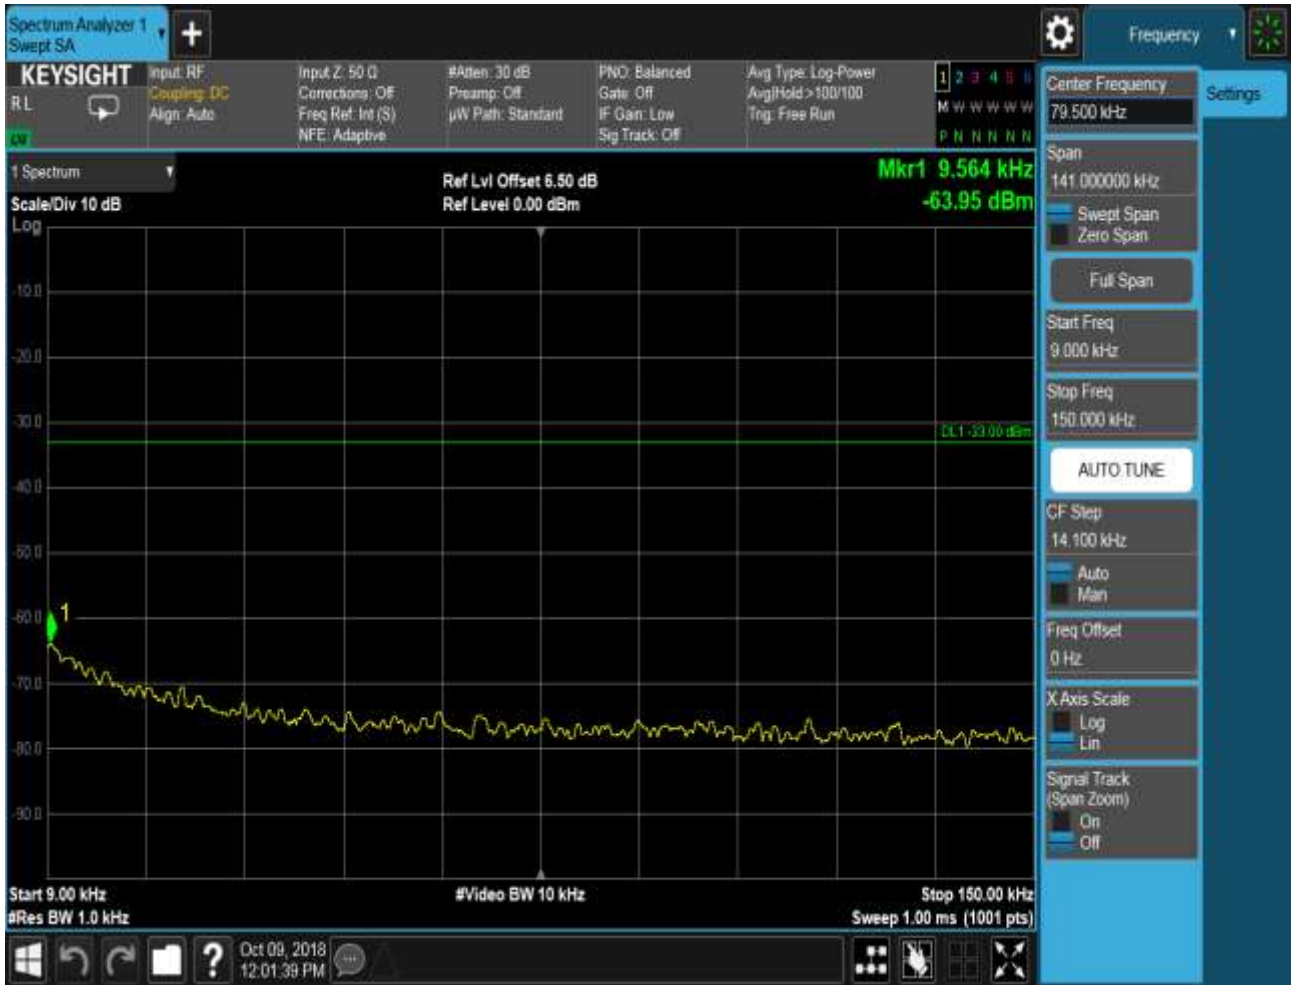 Spectrum Analyzer 1
Swept SA
+
Frequency
KEYSIGHT
RL
Input: RF
Coupling: DC
Align: Auto
Input Z: 50 Ω
Corrections: Off
Freq Ref: Int (S)
NFE: Adaptive
#Atten: 30 dB
Preamp: Off
µW Path: Standard
PNO: Balanced
Gate: Off
IF Gain: Low
Sig Track: Off
Avg Type: Log-Power
Avg|Hold:>100/100
Trig: Free Run
1 2 3 4 5 6
M W W W W W
P N N N N N
1 Spectrum
Scale/Div 10 dB
Log
Ref Lvl Offset 6.50 dB
Ref Level 0.00 dBm
Mkr1 9.564 kHz
-63.95 dBm
-10.0
-20.0
-30.0
DL1 -33.00 dBm
-40.0
-50.0
-60.0
1
-70.0
-80.0
-90.0
Start 9.00 kHz
#Res BW 1.0 kHz
#Video BW 10 kHz
Stop 150.00 kHz
Sweep 1.00 ms (1001 pts)
Center Frequency
79.500 kHz
Settings
Span
141.000000 kHz
Swept Span
Zero Span
Full Span
Start Freq
9.000 kHz
Stop Freq
150.000 kHz
AUTO TUNE
CF Step
14.100 kHz
Auto
Man
Freq Offset
0 Hz
X Axis Scale
Log
Lin
Signal Track
(Span Zoom)
On
Off
?
Oct 09, 2018
12:01:39 PM